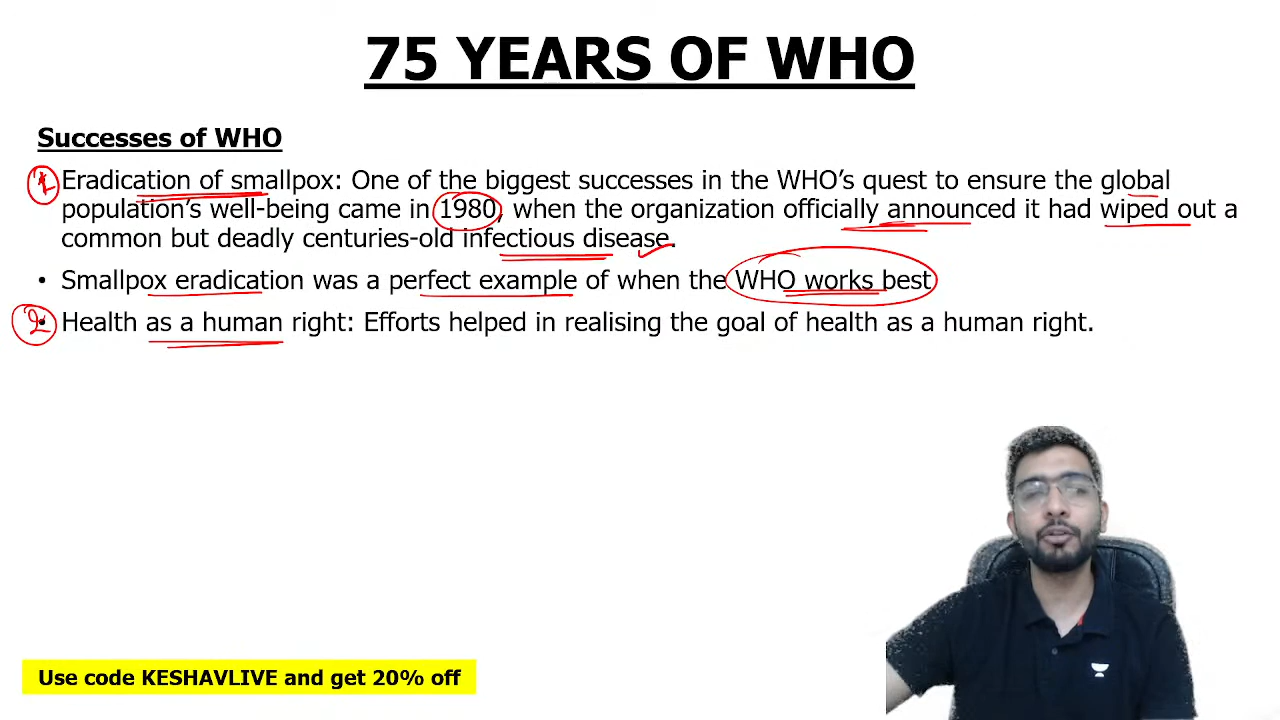 75 YEARS OF WHO
Successes of WHO
1 Eradication of smallpox: One of the biggest successes in the WHO's quest to ensure the global
population's well-being came in 1980, when the organization officially announced it had wiped out a
common but deadly centuries-old infectious disease.
• Smallpox eradication was a perfect example of when the WHO works best
2 Health as a human right: Efforts helped in realising the goal of health as a human right.
Use code KESHAVLIVE and get 20% off